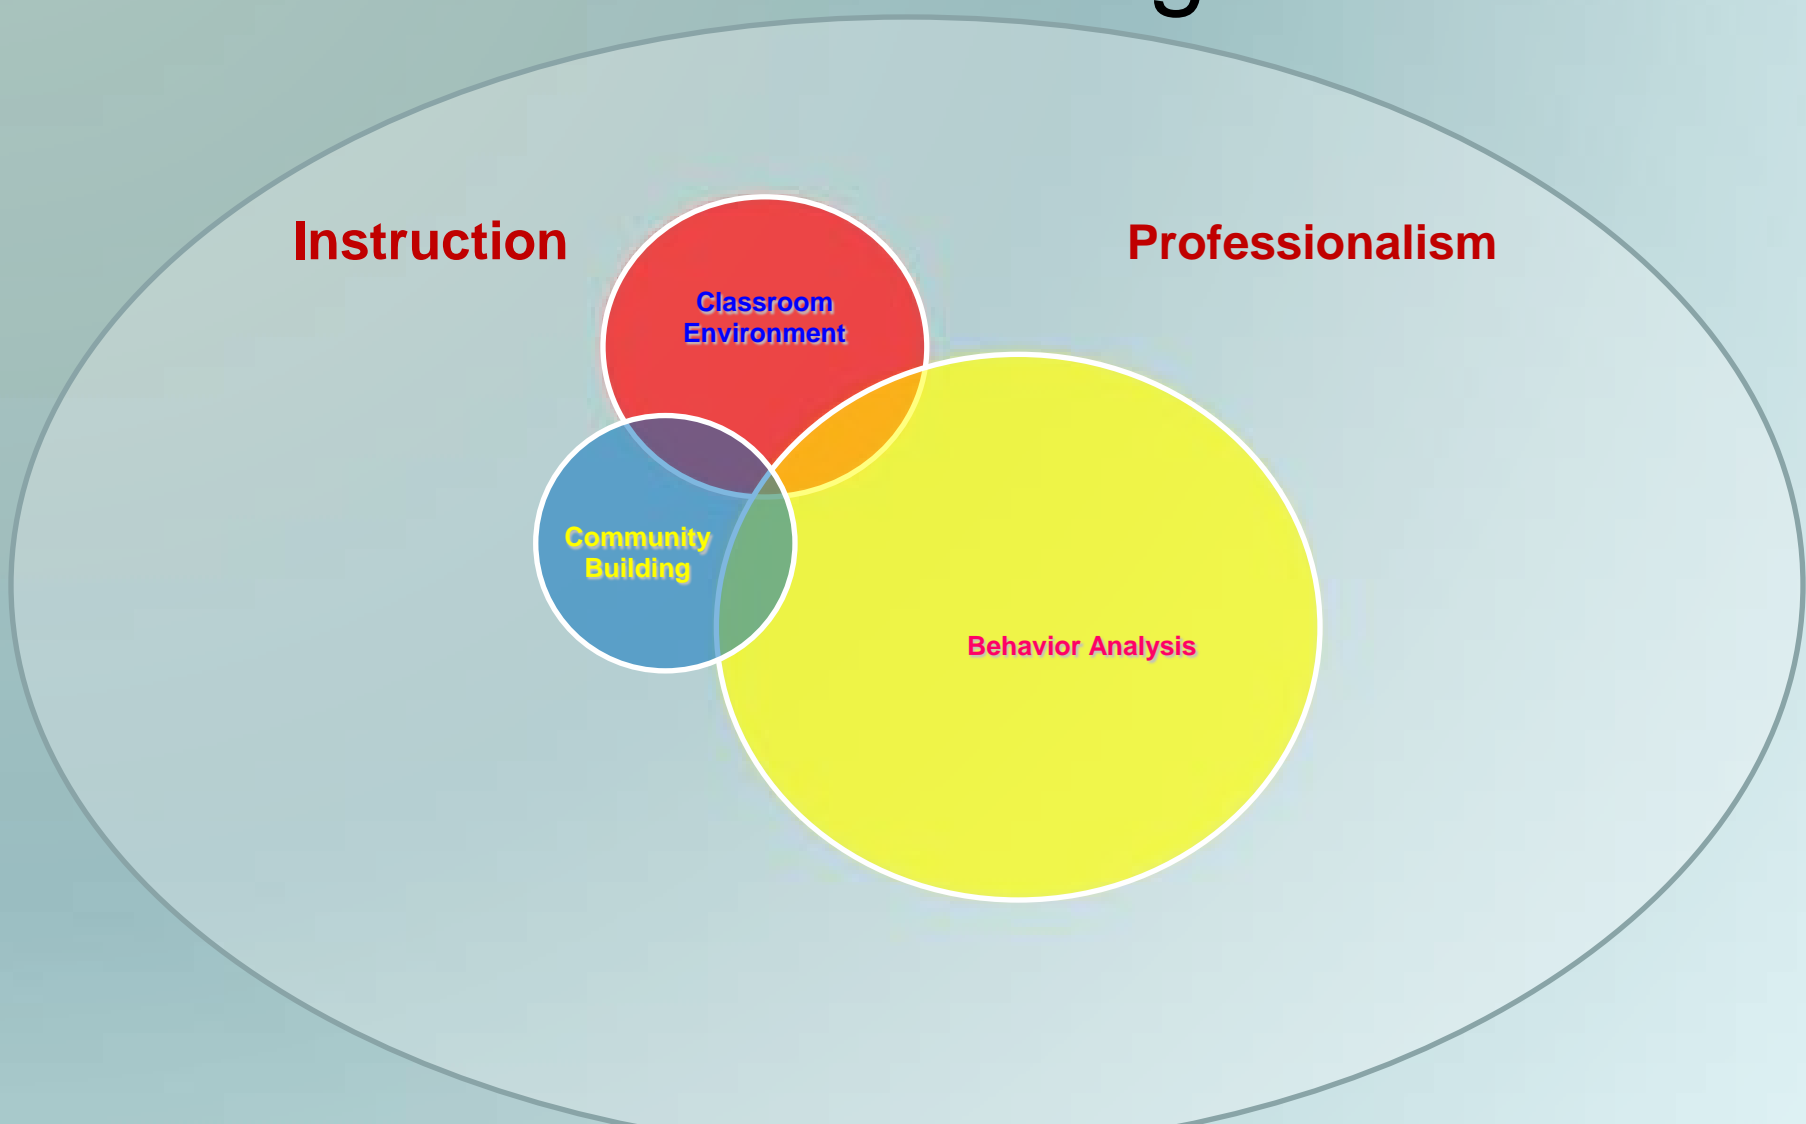 Instruction
Professionalism
Classroom
Environment
Community
Building
Behavior Analysis